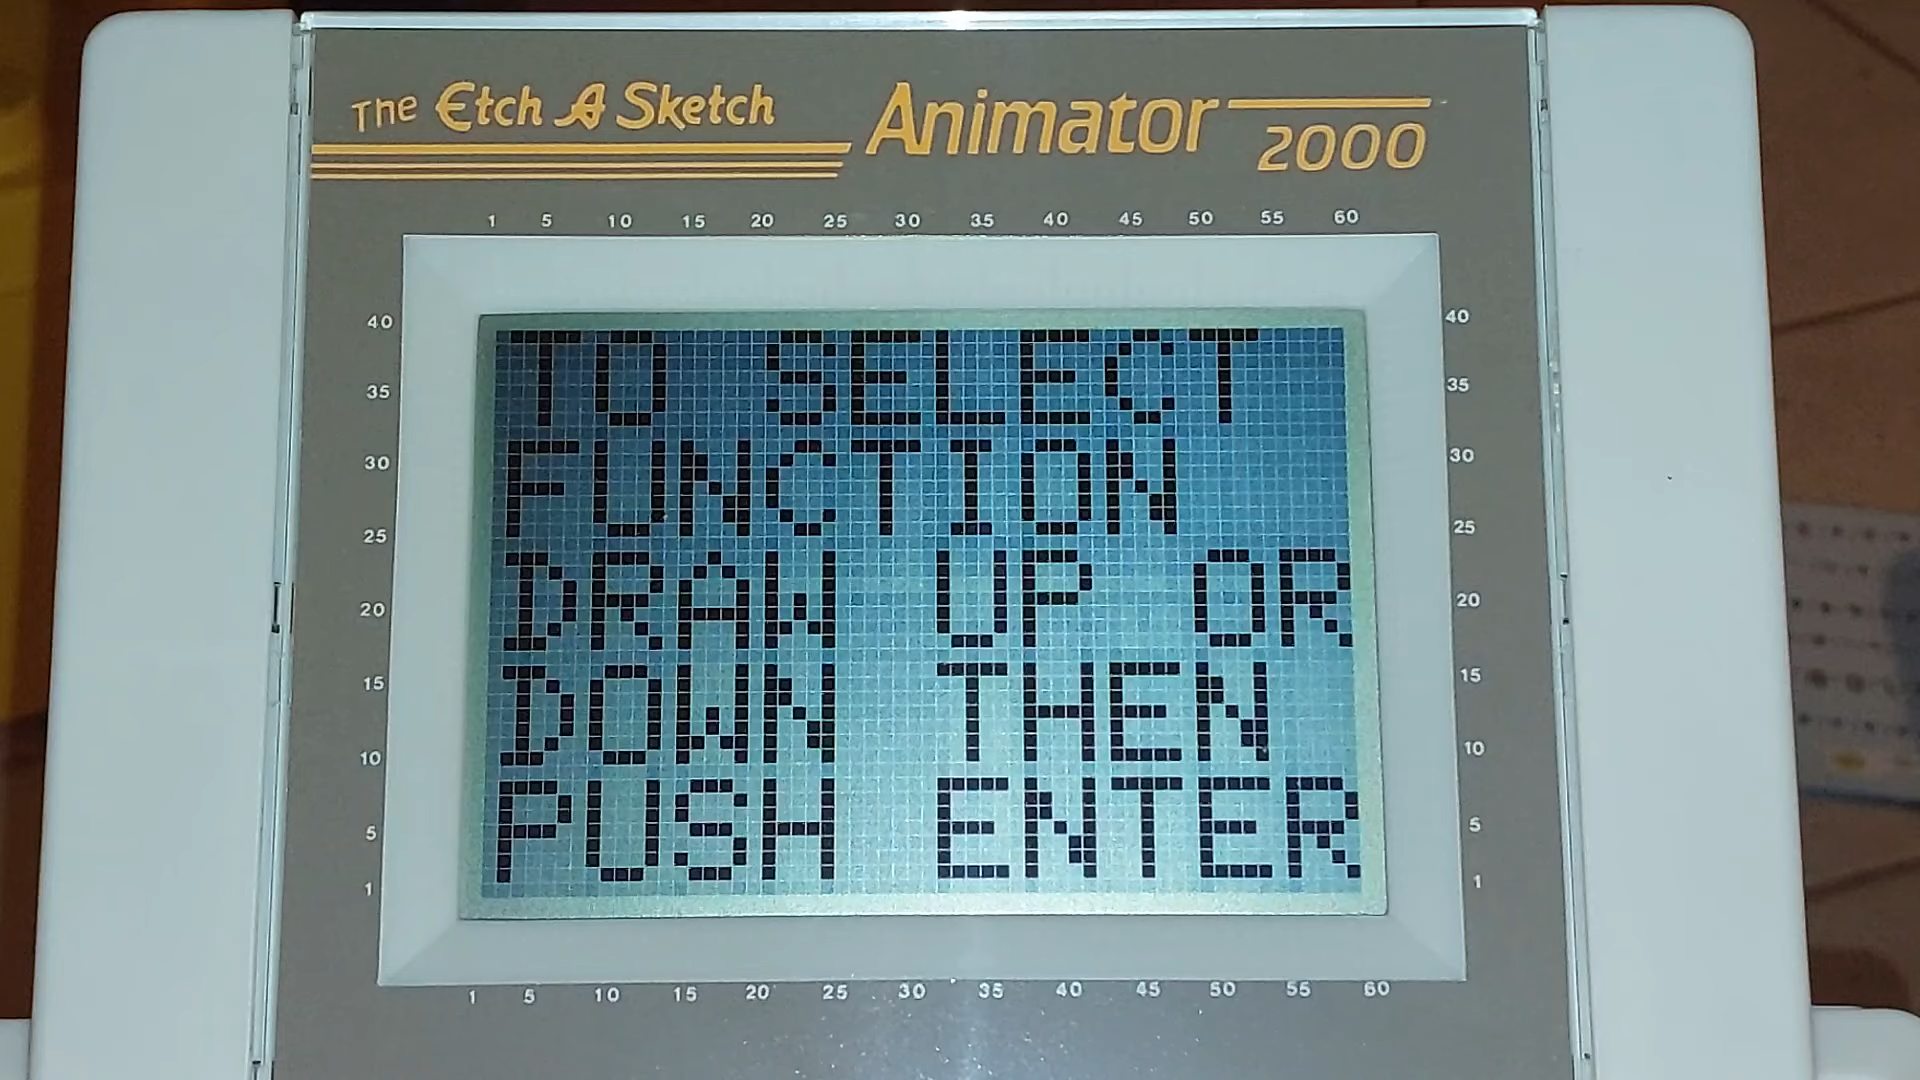 The Etch A Sketch Animator 2000
1 5 10 15 20 25 30 35 40 45 50 55 60
40 40
35 35
30 30
25 25
20 20
15 15
10 10
5 5
1 1
TO SELECT
FUNCTION
DRAW UP OR
DOWN THEN
PUSH ENTER
1 5 10 15 20 25 30 35 40 45 50 55 60